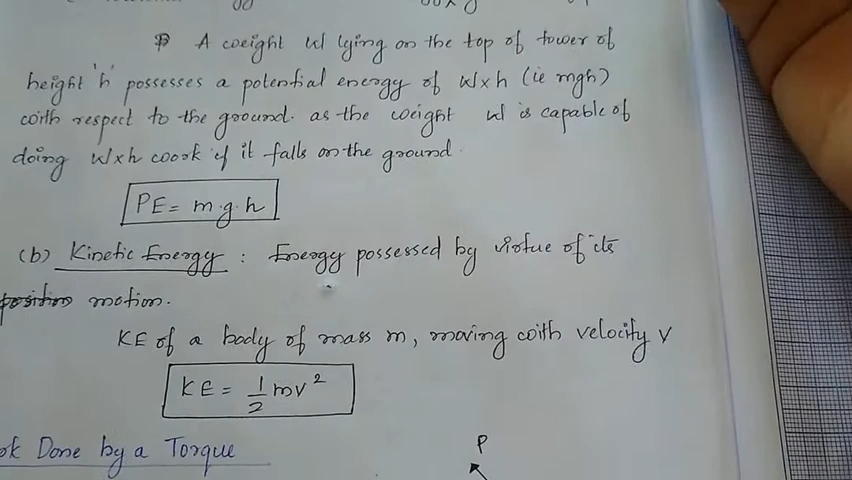 A weight W lying on the top of tower of
height 'h' possesses a potential energy of W×h (ie mgh)
with respect to the ground. as the weight W is capable of
doing W×h work if it falls on the ground.
PE = m.g.h
(b) Kinetic Energy : Energy possessed by virtue of its
position motion.
KE of a body of mass m, moving with velocity v
KE = 1/2 mv²
ok Done by a Torque
P